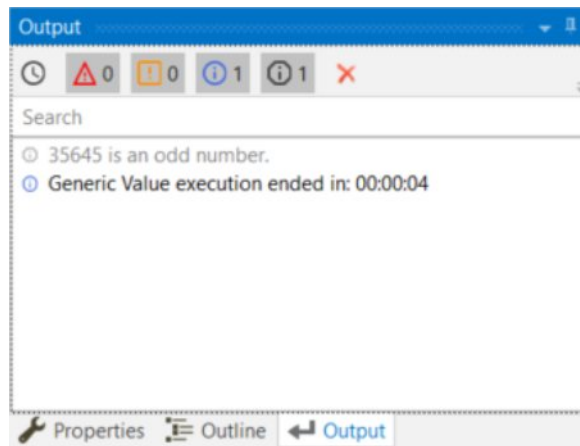 Output
0 0 1 1
Search
35645 is an odd number.
Generic Value execution ended in: 00:00:04
Properties Outline Output